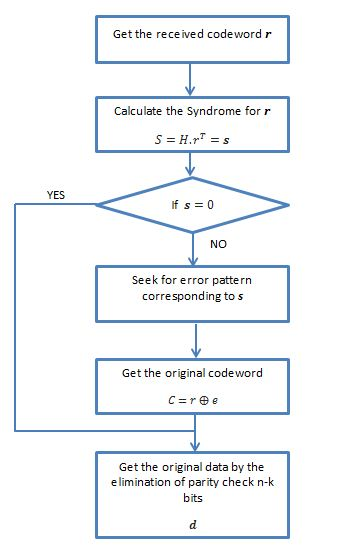 Get the received codeword r
Calculate the Syndrome for r
S = H.rᵀ = s
If s = 0
YES
NO
Seek for error pattern
corresponding to s
Get the original codeword
C = r ⊕ e
Get the original data by the
elimination of parity check n-k
bits
d